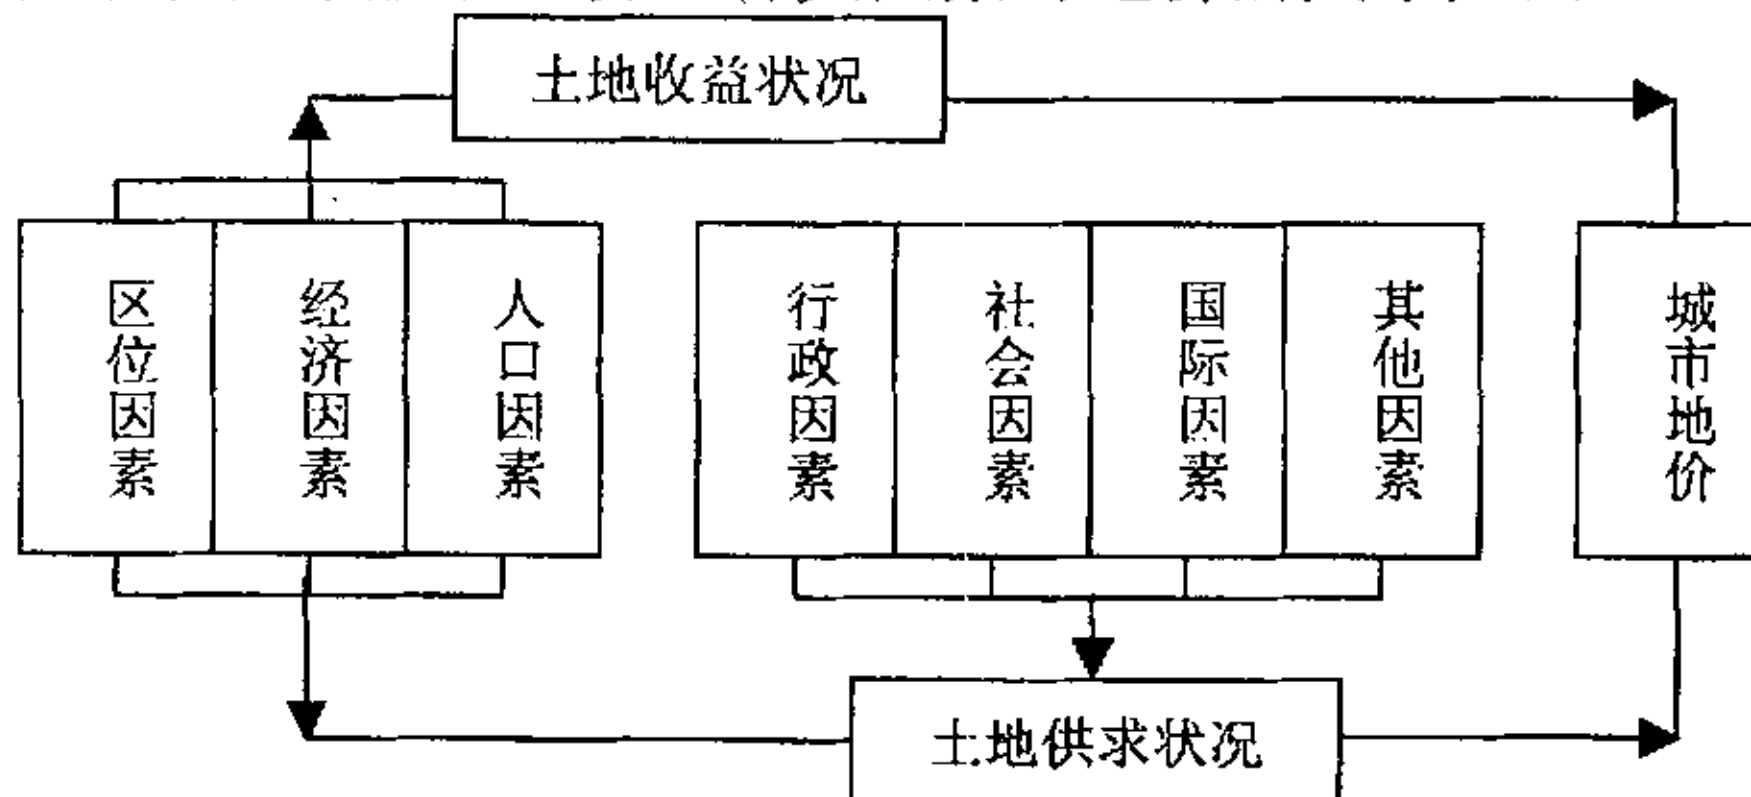 土地收益状况
区位因素
经济因素
人口因素
行政因素
社会因素
国际因素
其他因素
城市地价
土地供求状况